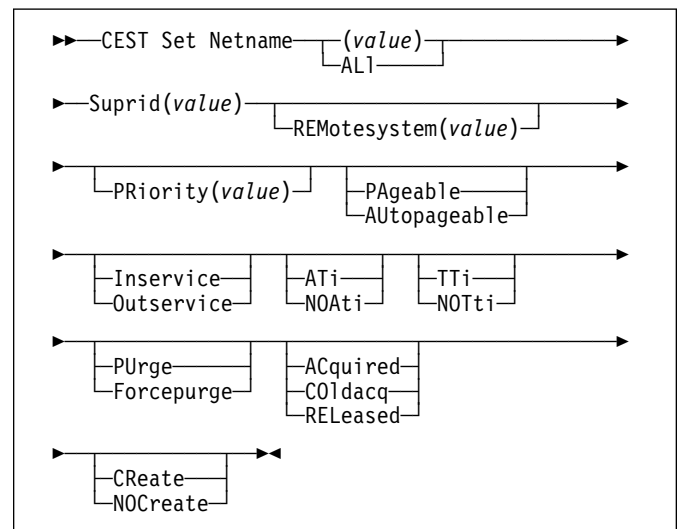 CEST Set Netname (value)
ALl
Suprid(value)
REMotesystem(value)
PRiority(value) PAgeable
AUtopageable
Inservice ATi TTi
Outservice NOAti NOTti
PUrge ACquired
Forcepurge COldacq
RELeased
CReate
NOCreate